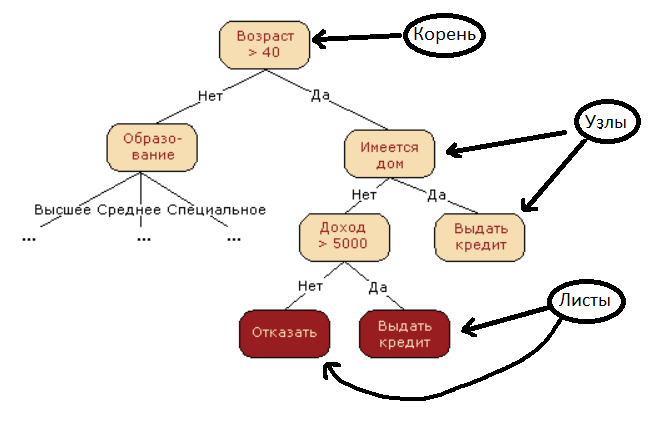 Возраст
> 40
Корень
Нет
Да
Образо-
вание
Имеется
дом
Узлы
Высшее Среднее Специальное
... ... ...
Нет
Да
Доход
> 5000
Выдать
кредит
Нет
Да
Листы
Отказать
Выдать
кредит